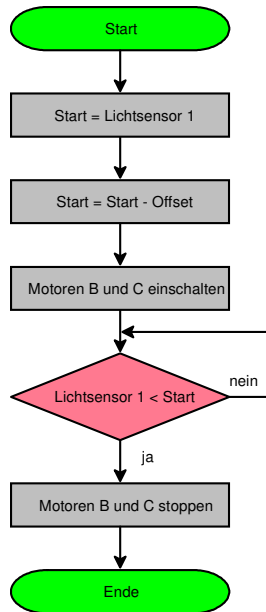 Start
Start = Lichtsensor 1
Start = Start - Offset
Motoren B und C einschalten
Lichtsensor 1 < Start
nein
ja
Motoren B und C stoppen
Ende